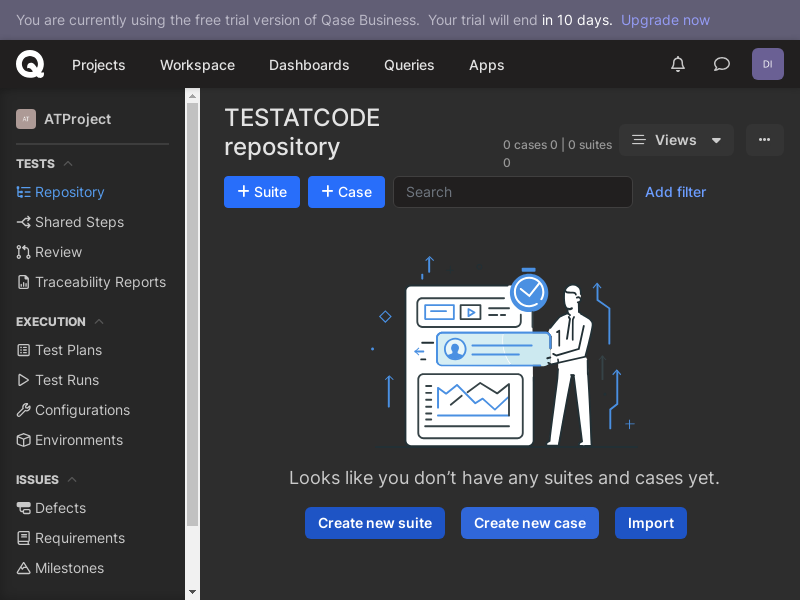 You are currently using the free trial version of Qase Business. Your trial will end in 10 days. Upgrade now
Projects Workspace Dashboards Queries Apps DI
AT ATProject
TESTS
Repository
Shared Steps
Review
Traceability Reports
EXECUTION
Test Plans
Test Runs
Configurations
Environments
ISSUES
Defects
Requirements
Milestones
TESTATCODE
repository
0 cases 0 | 0 suites
0
Views
+ Suite + Case Search Add filter
Looks like you don’t have any suites and cases yet.
Create new suite Create new case Import